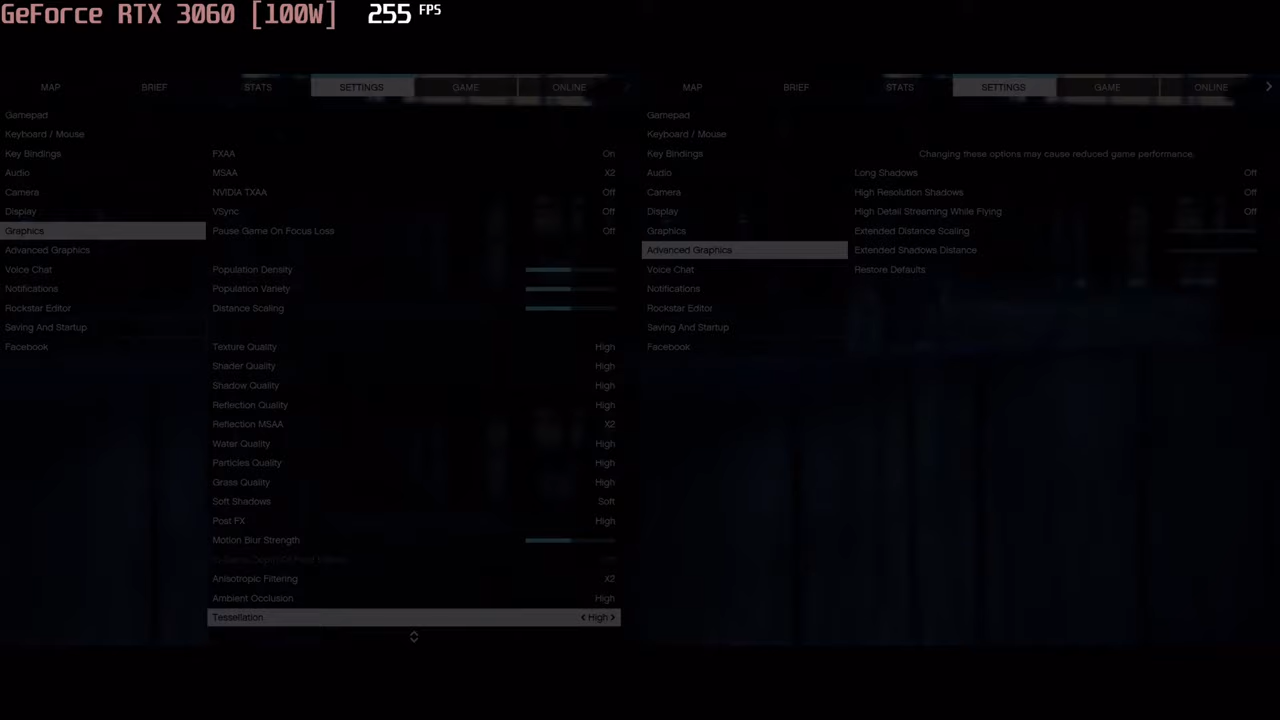 GeForce RTX 3060 [100W] 255 FPS
MAP BRIEF STATS SETTINGS GAME ONLINE
Gamepad
Keyboard / Mouse
Key Bindings
Audio
Camera
Display
Graphics
Advanced Graphics
Voice Chat
Notifications
Rockstar Editor
Saving And Startup
Facebook
FXAA On
MSAA X2
NVIDIA TXAA Off
VSync Off
Pause Game On Focus Loss Off
Population Density
Population Variety
Distance Scaling
Texture Quality High
Shader Quality High
Shadow Quality High
Reflection Quality High
Reflection MSAA X2
Water Quality High
Particles Quality High
Grass Quality High
Soft Shadows Soft
Post FX High
Motion Blur Strength
In-Game Depth Of Field Effects Off
Anisotropic Filtering X2
Ambient Occlusion High
Tessellation < High >
MAP BRIEF STATS SETTINGS GAME ONLINE
Gamepad
Keyboard / Mouse
Key Bindings
Audio
Camera
Display
Graphics
Advanced Graphics
Voice Chat
Notifications
Rockstar Editor
Saving And Startup
Facebook
Changing these options may cause reduced game performance.
Long Shadows Off
High Resolution Shadows Off
High Detail Streaming While Flying Off
Extended Distance Scaling
Extended Shadows Distance
Restore Defaults